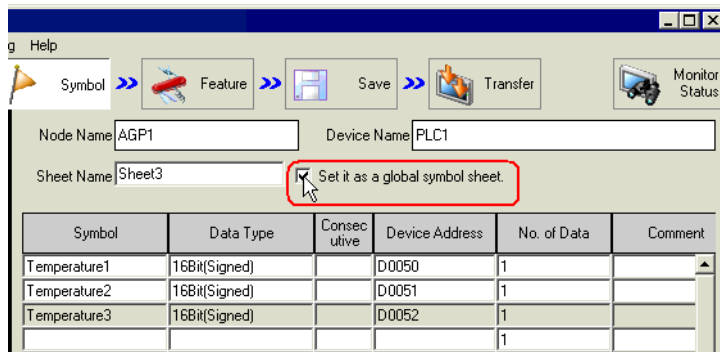 g Help
Symbol Feature Save Transfer Monitor Status
Node Name AGP1 Device Name PLC1
Sheet Name Sheet3 Set it as a global symbol sheet.
Symbol Data Type Consec utive Device Address No. of Data Comment
Temperature1 16Bit(Signed) D0050 1
Temperature2 16Bit(Signed) D0051 1
Temperature3 16Bit(Signed) D0052 1
1